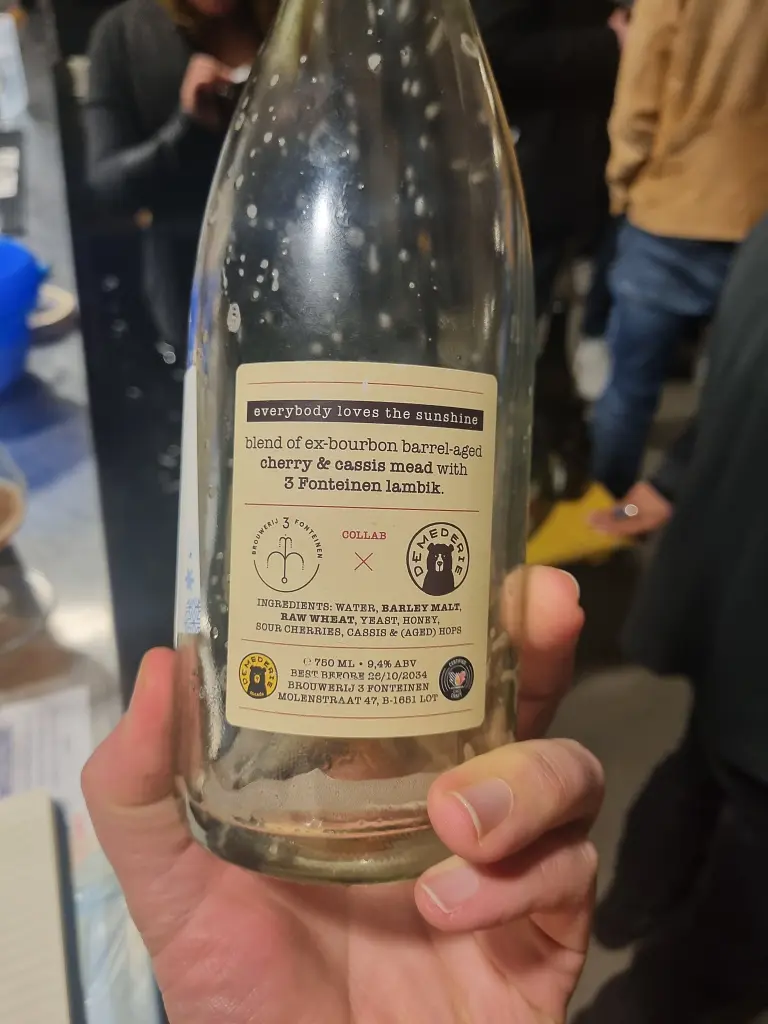 everybody loves the sunshine
blend of ex-bourbon barrel-aged
cherry & cassis mead with
3 Fonteinen lambik.
BROUWERIJ 3 FONTEINEN
COLLAB
DEMEDERIE
INGREDIENTS: WATER, BARLEY MALT,
RAW WHEAT, YEAST, HONEY,
SOUR CHERRIES, CASSIS & (AGED) HOPS
DEMEDERIE
℮ 750 ML • 9,4% ABV
BEST BEFORE 26/10/2034
BROUWERIJ 3 FONTEINEN
MOLENSTRAAT 47, B-1651 LOT